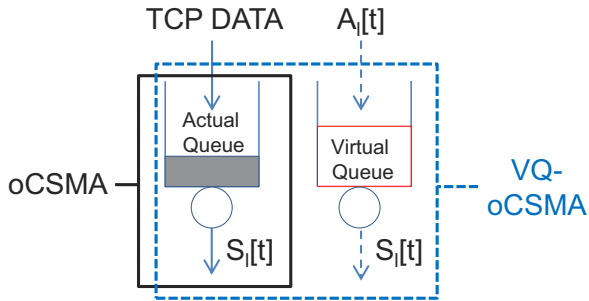 TCP DATA
A_l[t]
Actual
Queue
Virtual
Queue
oCSMA
VQ-
oCSMA
S_l[t]
S_l[t]